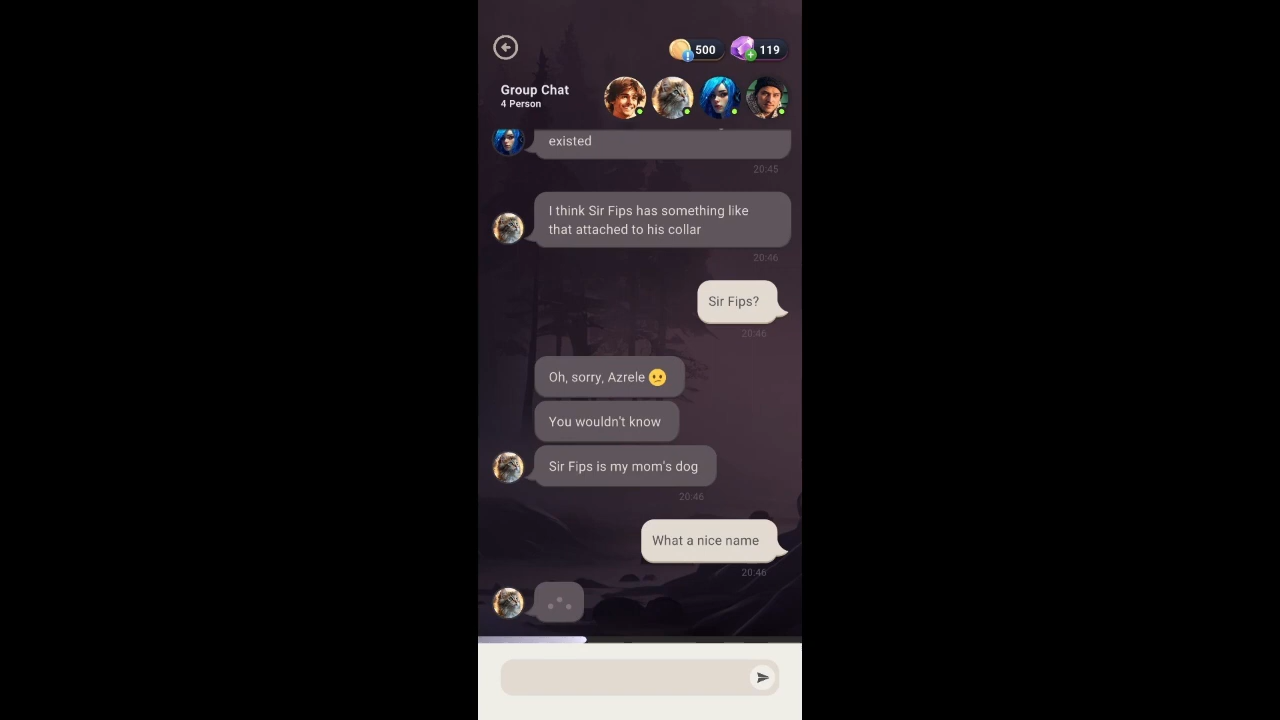 500
119
Group Chat
4 Person
existed
20:45
I think Sir Fips has something like
that attached to his collar
20:46
Sir Fips?
20:46
Oh, sorry, Azrele 😕
You wouldn't know
Sir Fips is my mom's dog
20:46
What a nice name
20:46